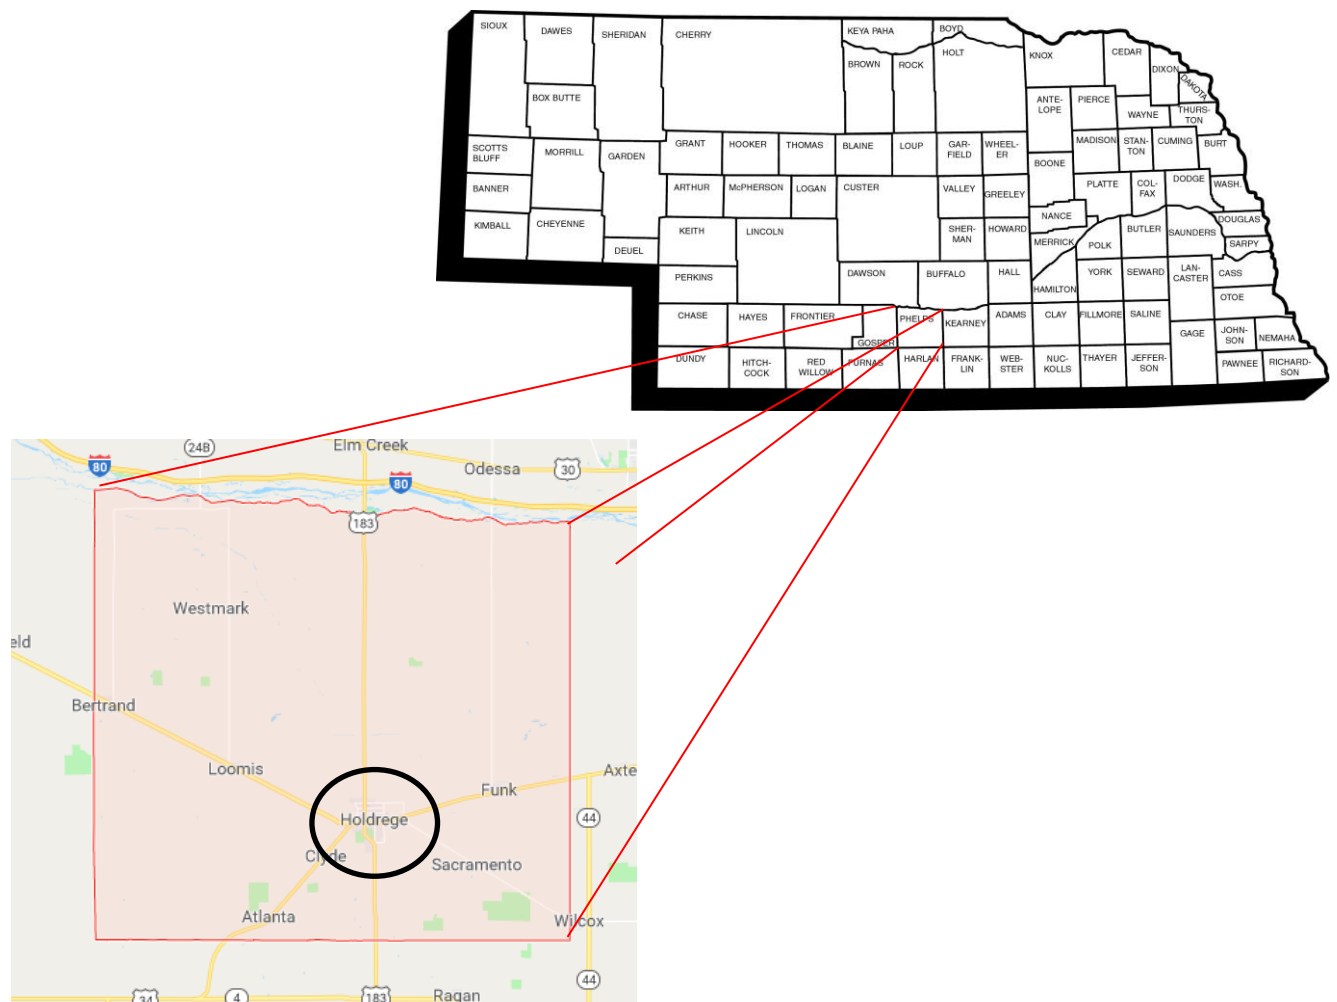 SIOUX
DAWES
SHERIDAN
CHERRY
KEYA PAHA
BOYD
HOLT
BROWN
ROCK
KNOX
CEDAR
DIXON
DAKOTA
BOX BUTTE
ANTE-
LOPE
PIERCE
WAYNE
THURS-
TON
SCOTTS
BLUFF
MORRILL
GARDEN
GRANT
HOOKER
THOMAS
BLAINE
LOUP
GAR-
FIELD
WHEEL-
ER
BOONE
MADISON
STAN-
TON
CUMING
BURT
BANNER
ARTHUR
McPHERSON
LOGAN
CUSTER
VALLEY
GREELEY
PLATTE
COL-
FAX
DODGE
WASH.
KIMBALL
CHEYENNE
DEUEL
KEITH
LINCOLN
SHER-
MAN
HOWARD
NANCE
MERRICK
POLK
BUTLER
SAUNDERS
DOUGLAS
SARPY
PERKINS
DAWSON
BUFFALO
HALL
HAMILTON
YORK
SEWARD
LAN-
CASTER
CASS
OTOE
CHASE
HAYES
FRONTIER
GOSPER
PHELPS
KEARNEY
ADAMS
CLAY
FILLMORE
SALINE
GAGE
JOHN-
SON
NEMAHA
DUNDY
HITCH-
COCK
RED
WILLOW
FURNAS
HARLAN
FRANK-
LIN
WEB-
STER
NUC-
KOLLS
THAYER
JEFFER-
SON
PAWNEE
RICHARD-
SON
24B
Elm Creek
80
Odessa
30
80
183
Westmark
eld
Bertrand
Loomis
Funk
Axte
Holdrege
44
Clyde
Sacramento
Atlanta
Wilcox
44
34
4
183
Ragan